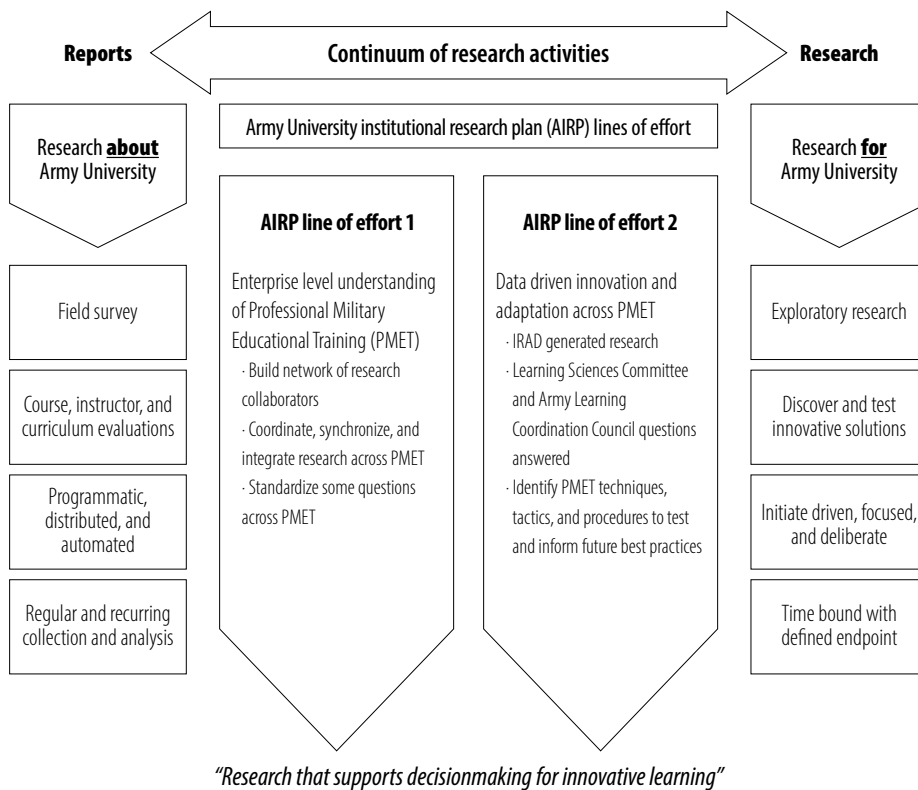 Reports
Continuum of research activities
Research
Army University institutional research plan (AIRP) lines of effort
Research about
Army University
Field survey
Course, instructor, and
curriculum evaluations
Programmatic,
distributed, and
automated
Regular and recurring
collection and analysis
AIRP line of effort 1
Enterprise level understanding
of Professional Military
Educational Training (PMET)
· Build network of research
collaborators
· Coordinate, synchronize, and
integrate research across PMET
· Standardize some questions
across PMET
AIRP line of effort 2
Data driven innovation and
adaptation across PMET
· IRAD generated research
· Learning Sciences Committee
and Army Learning
Coordination Council questions
answered
· Identify PMET techniques,
tactics, and procedures to test
and inform future best practices
Research for
Army University
Exploratory research
Discover and test
innovative solutions
Initiate driven, focused,
and deliberate
Time bound with
defined endpoint
“Research that supports decisionmaking for innovative learning”